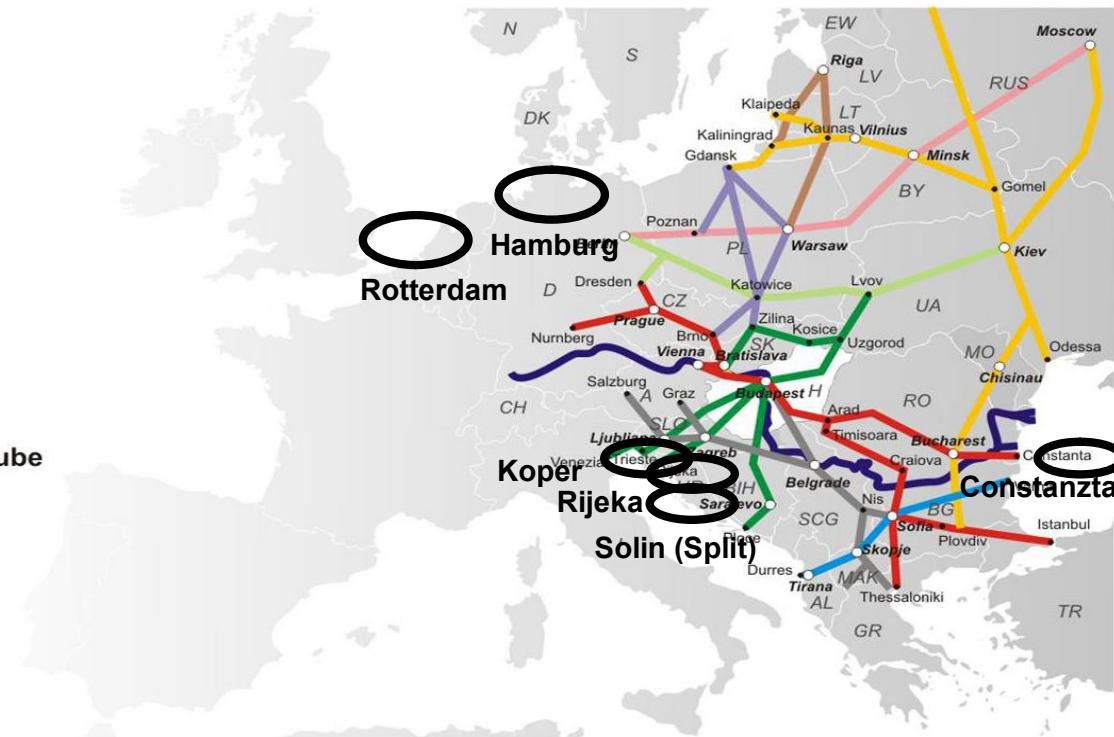 N
EW
Moscow
S
Riga
LV
RUS
Klaipeda
LT
DK
Kaunas
Vilnius
Kaliningrad
Minsk
Gdansk
BY
Gomel
Poznan
Hamburg
PL
Warsaw
Kiev
Rotterdam
D
Dresden
Katowice
Lvov
CZ
UA
Prague
Zilina
Kosice
Nurnberg
Brno
SK
Uzgorod
Vienna
Bratislava
MO
Odessa
Salzburg
Budapest
H
Chisinau
A
Graz
CH
SLO
Arad
RO
Ljubljana
Timisoara
Bucharest
ube
Venezia
Trieste
Zagreb
Craiova
Constanta
Koper
Belgrade
Rijeka
BIH
Sarajevo
Nis
Constanzta
SCG
BG
Sofia
Istanbul
Solin (Split)
Ploce
Plovdiv
Skopje
Durres
MAK
Tirana
Thessaloniki
AL
TR
GR